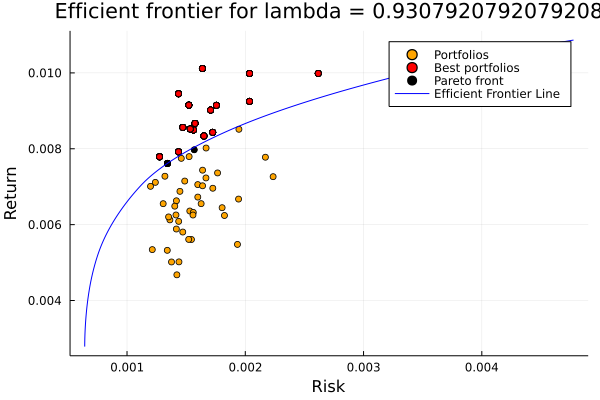 Efficient frontier for lambda = 0.9307920792079208
Portfolios
Best portfolios
Pareto front
Efficient Frontier Line
Return
0.010
0.008
0.006
0.004
0.001 0.002 0.003 0.004
Risk